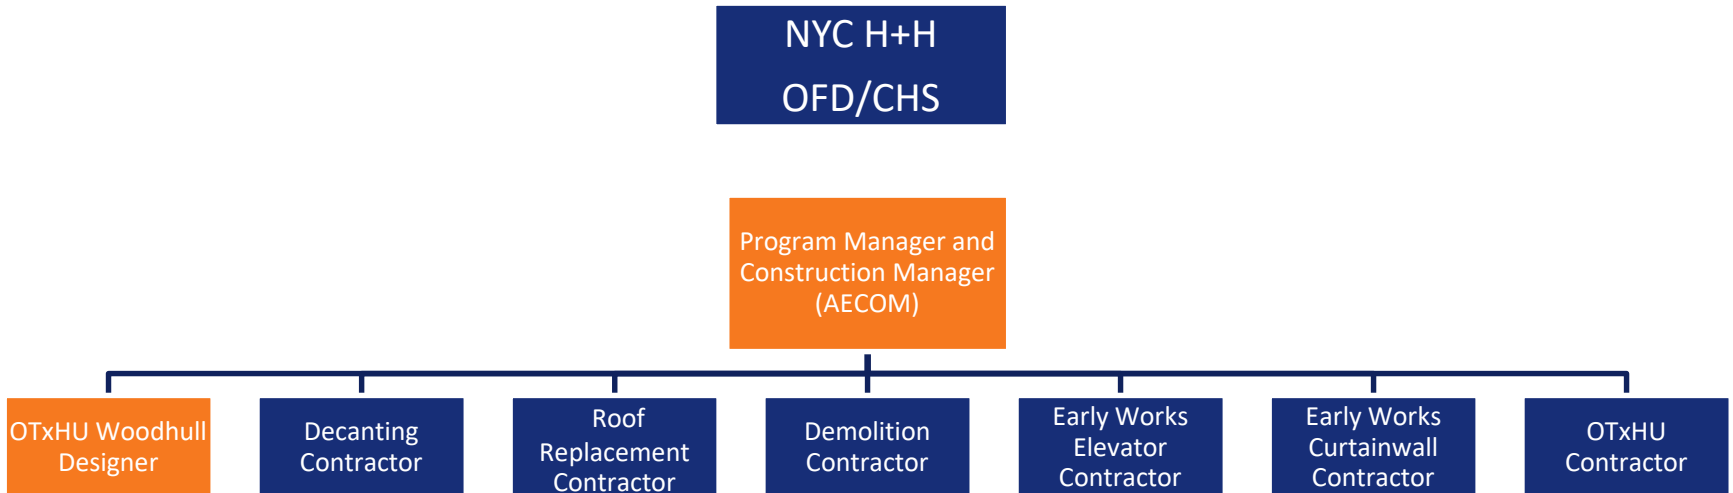 NYC H+H
OFD/CHS
Program Manager and
Construction Manager
(AECOM)
OTxHU Woodhull
Designer
Decanting
Contractor
Roof
Replacement
Contractor
Demolition
Contractor
Early Works
Elevator
Contractor
Early Works
Curtainwall
Contractor
OTxHU
Contractor